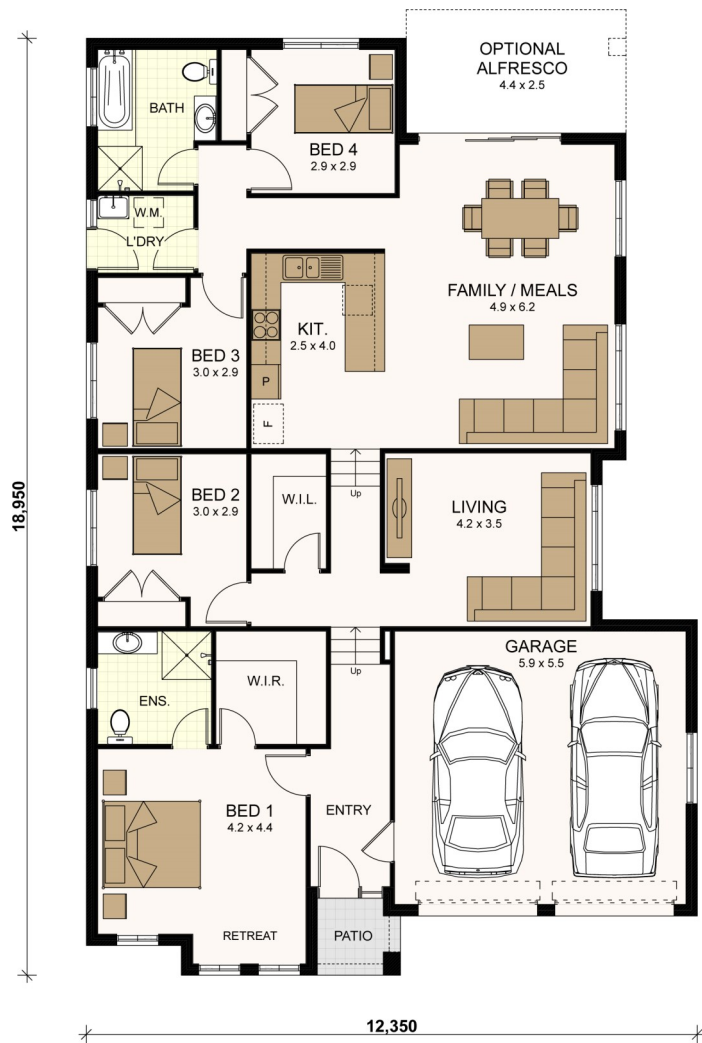 OPTIONAL
ALFRESCO
4.4 x 2.5
BATH
BED 4
2.9 x 2.9
W.M.
L'DRY
FAMILY / MEALS
4.9 x 6.2
KIT.
2.5 x 4.0
BED 3
3.0 x 2.9
P
F
Up
BED 2
3.0 x 2.9
W.I.L.
LIVING
4.2 x 3.5
18,950
GARAGE
5.9 x 5.5
Up
W.I.R.
ENS.
BED 1
4.2 x 4.4
ENTRY
RETREAT
PATIO
12,350